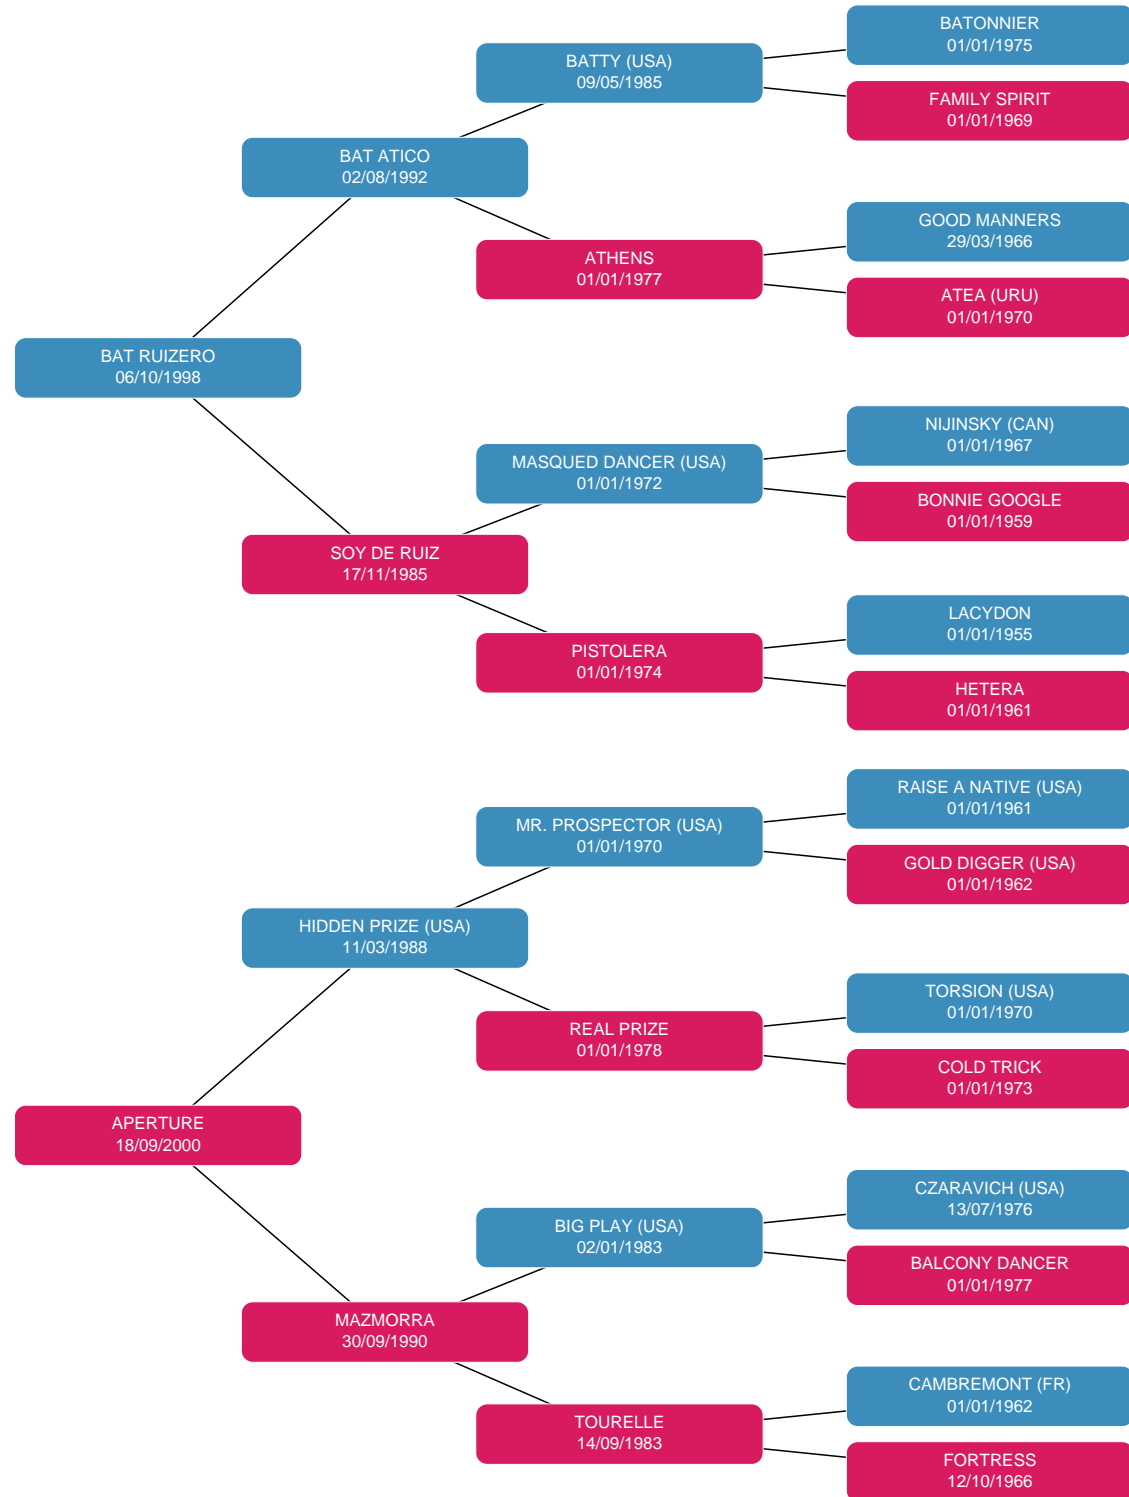 BATONNIER
01/01/1975
BATTY (USA)
09/05/1985
FAMILY SPIRIT
01/01/1969
BAT ATICO
02/08/1992
GOOD MANNERS
29/03/1966
ATHENS
01/01/1977
ATEA (URU)
01/01/1970
BAT RUIZERO
06/10/1998
NIJINSKY (CAN)
01/01/1967
MASQUED DANCER (USA)
01/01/1972
BONNIE GOOGLE
01/01/1959
SOY DE RUIZ
17/11/1985
LACYDON
01/01/1955
PISTOLERA
01/01/1974
HETERA
01/01/1961
RAISE A NATIVE (USA)
01/01/1961
MR. PROSPECTOR (USA)
01/01/1970
GOLD DIGGER (USA)
01/01/1962
HIDDEN PRIZE (USA)
11/03/1988
TORSION (USA)
01/01/1970
REAL PRIZE
01/01/1978
COLD TRICK
01/01/1973
APERTURE
18/09/2000
CZARAVICH (USA)
13/07/1976
BIG PLAY (USA)
02/01/1983
BALCONY DANCER
01/01/1977
MAZMORRA
30/09/1990
CAMBREMONT (FR)
01/01/1962
TOURELLE
14/09/1983
FORTRESS
12/10/1966